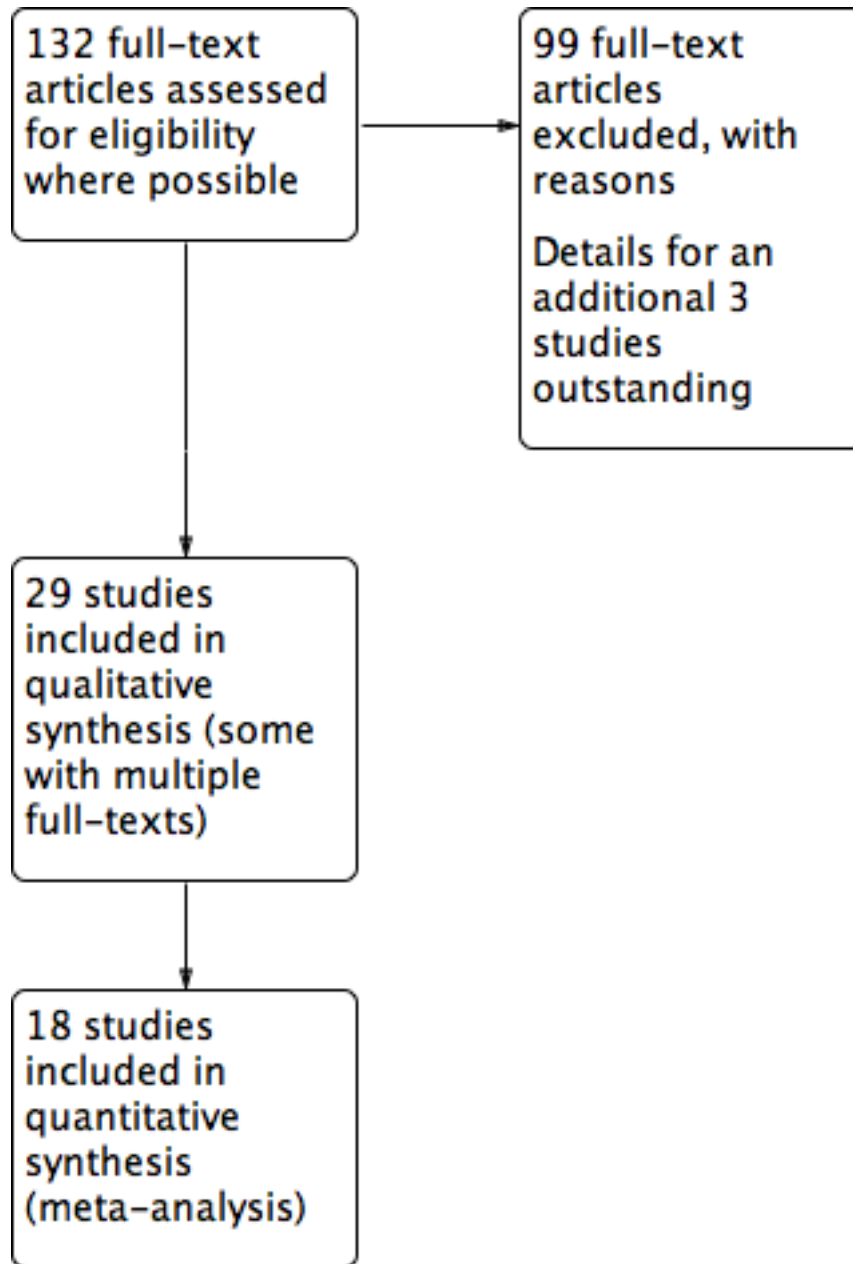 132 full-text
articles assessed
for eligibility
where possible
99 full-text
articles
excluded, with
reasons
Details for an
additional 3
studies
outstanding
29 studies
included in
qualitative
synthesis (some
with multiple
full-texts)
18 studies
included in
quantitative
synthesis
(meta-analysis)